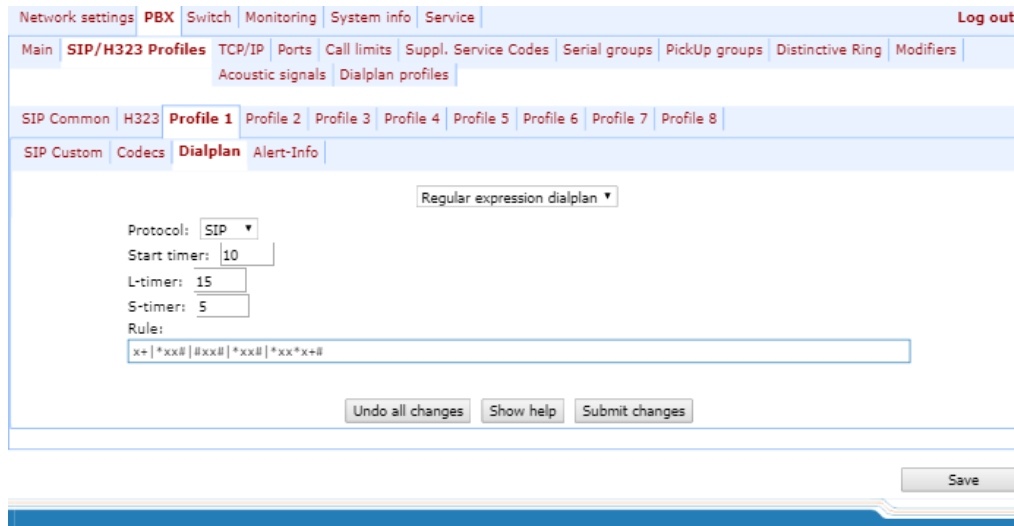 Network settings PBX Switch Monitoring System info Service Log out
Main SIP/H323 Profiles TCP/IP Ports Call limits Suppl. Service Codes Serial groups PickUp groups Distinctive Ring Modifiers
Acoustic signals Dialplan profiles
SIP Common H323 Profile 1 Profile 2 Profile 3 Profile 4 Profile 5 Profile 6 Profile 7 Profile 8
SIP Custom Codecs Dialplan Alert-Info
Regular expression dialplan
Protocol: SIP
Start timer: 10
L-timer: 15
S-timer: 5
Rule:
x+|*xx#|#xx#|*xx#|*xx*x+#
Undo all changes Show help Submit changes
Save